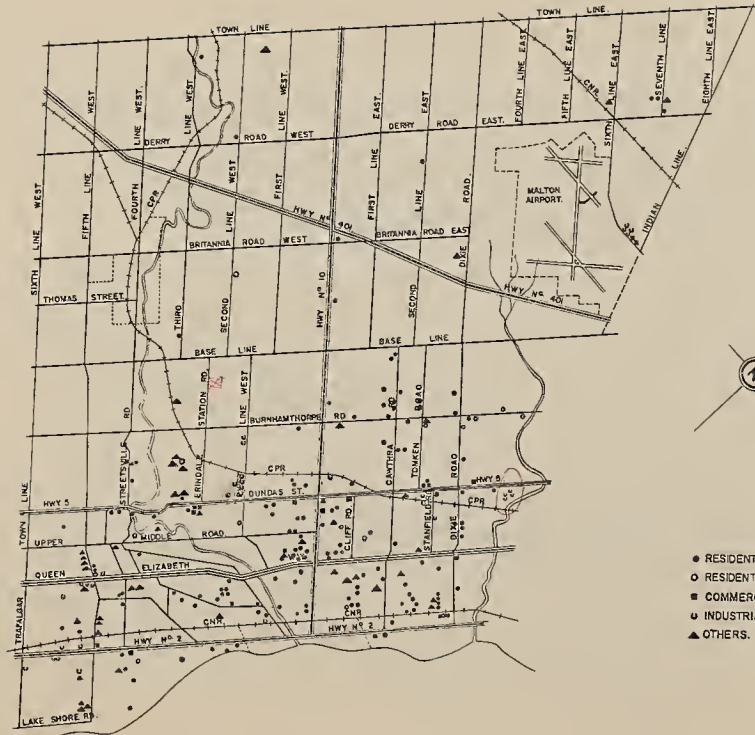 TOWN LINE.
TOWN LINE.
WEST
LINE WEST.
LINE WEST
LINE WEST.
EAST.
EAST
FOURTH LINE EAST
FIFTH LINE EAST
CNR
SIXTH LINE EAST.
SEVENTH LINE
EIGHTH LINE EAST.
DERRY ROAD WEST
DERRY ROAD EAST.
SIXTH LINE WEST
FIFTH LINE
FOURTH
CPR
LINE WEST
FIRST
FIRST LINE
LINE
ROAD.
MALTON AIRPORT.
INDIAN LINE.
HWY Nº 401
BRITANNIA ROAD WEST
BRITANNIA ROAD EAST
THOMAS STREET
THIRD
SECOND
HWY Nº 10
SECOND
DIXIE
HWY Nº 401
BASE LINE
BASE LINE
STREETSVILLE RD
ERINDALE STATION RD.
LINE WEST
BURNHAMTHORPE RD
CAWTHRA RD
TOMKEN ROAD
DIXIE ROAD
CPR
HWY 5
DUNDAS ST.
HWY 5
CPR
TRAFALGAR TOWN LINE
UPPER MIDDLE ROAD
CLIFF RD.
STANFIELD RD
QUEEN ELIZABETH
CNR
CNR
HWY Nº 2
HWY Nº 2
LAKE SHORE RD.
RESIDENT
RESIDENT
COMMER
INDUSTRI
OTHERS.